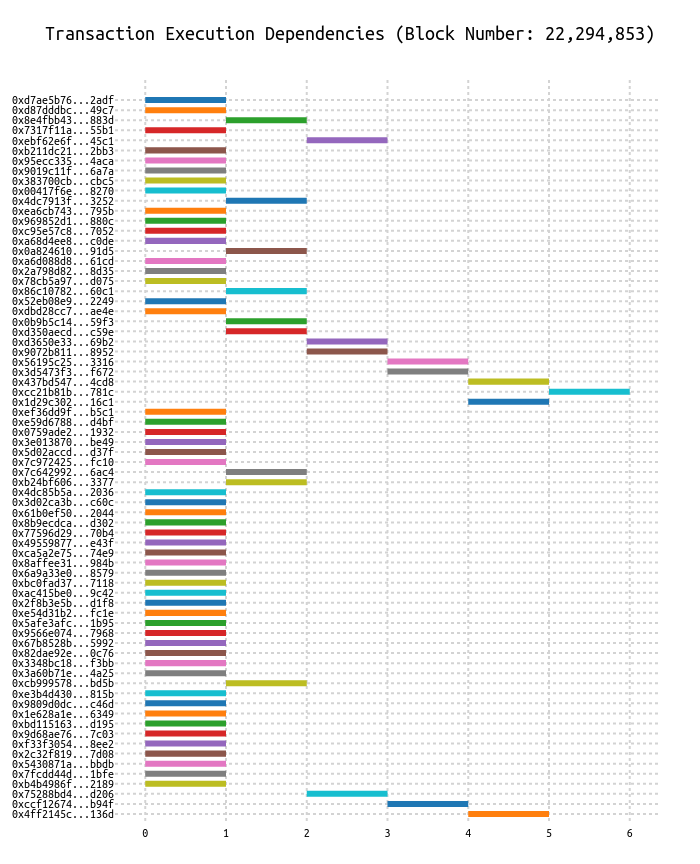 Transaction Execution Dependencies (Block Number: 22,294,853)
0xd7ae5b76...2adf
0xd87dddbc...49c7
0x8e4fbb43...883d
0x7317f11a...55b1
0xebf62e6f...45c1
0xb211dc21...2bb3
0x95ecc335...4aca
0x9019c11f...6a7a
0x383700cb...cbc5
0x00417f6e...8270
0x4dc7913f...3252
0xea6cb743...795b
0x969852d1...880c
0xc95e57c8...7052
0xa68d4ee8...c0de
0x0a824610...91d5
0xa6d088d8...61cd
0x2a798d82...8d35
0x78cb5a97...d075
0x86c10782...60c1
0x52eb08e9...2249
0xdbd28cc7...ae4e
0x0b9b5c14...59f3
0xd350aecd...c59e
0xd3650e33...69b2
0x9072b811...8952
0x56195c25...3316
0x3d5473f3...f672
0x437bd547...4cd8
0xc21b81b...781c
0x1d29c302...16c1
0xef36dd9f...b5c1
0xe59d6788...d4bf
0x0759ade2...1932
0x3e013870...be49
0x5d02accd...d37f
0x7c972425...fc10
0x7c642992...6ac4
0xb24bf606...3377
0x4dc85b5a...2036
0x3d02ca3b...c60c
0x61b0ef50...2044
0x8b9ecdca...d302
0x77596d29...70b4
0x49559877...e43f
0xca5a2e75...74e9
0x8affee31...984b
0x6a9a33e0...8579
0xbc0fad37...7118
0xac415be0...9c42
0x2f8b3e5b...d1f8
0xe54d31b2...fc1e
0x5afe3afc...1b95
0x9566e074...7968
0x67b8528b...5992
0x82dae92e...0c76
0x3348bc18...f3bb
0x3a60b71e...4a25
0xcb999578...bd5b
0xe3b4d430...815b
0x9809d0dc...c46d
0x1e628a1e...6349
0xbd115163...d195
0x9d68ae76...7c03
0xf33f3054...8ee2
0x2c32f819...7d08
0x5430871a...bbdb
0x7fcdd44d...1bfe
0xb4b4986f...2189
0x75288bd4...d206
0xccf12674...b94f
0x4ff2145c...136d
0 1 2 3 4 5 6